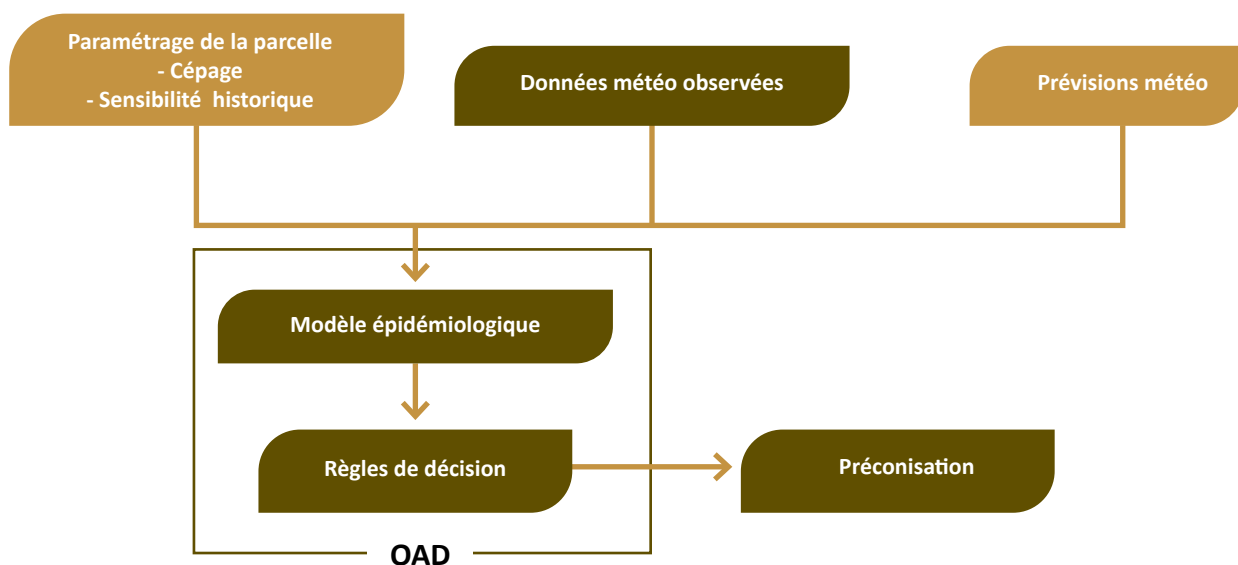 Paramétrage de la parcelle
- Cépage
- Sensibilité historique
Données météo observées
Prévisions météo
Modèle épidémiologique
Règles de décision
Préconisation
OAD